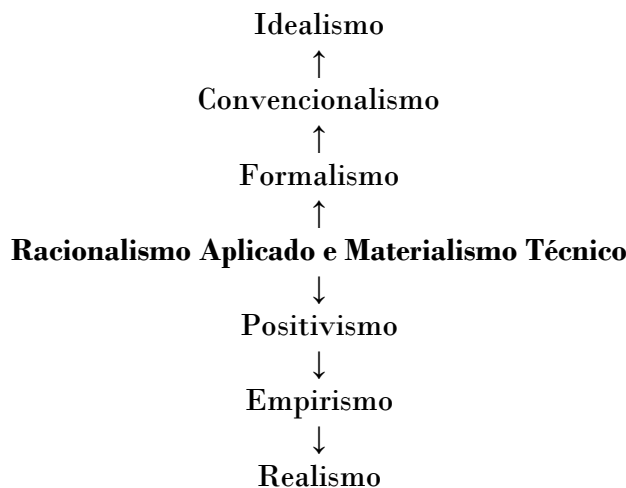 Idealismo
↑
Convencionalismo
↑
Formalismo
↑
Racionalismo Aplicado e Materialismo Técnico
↓
Positivismo
↓
Empirismo
↓
Realismo